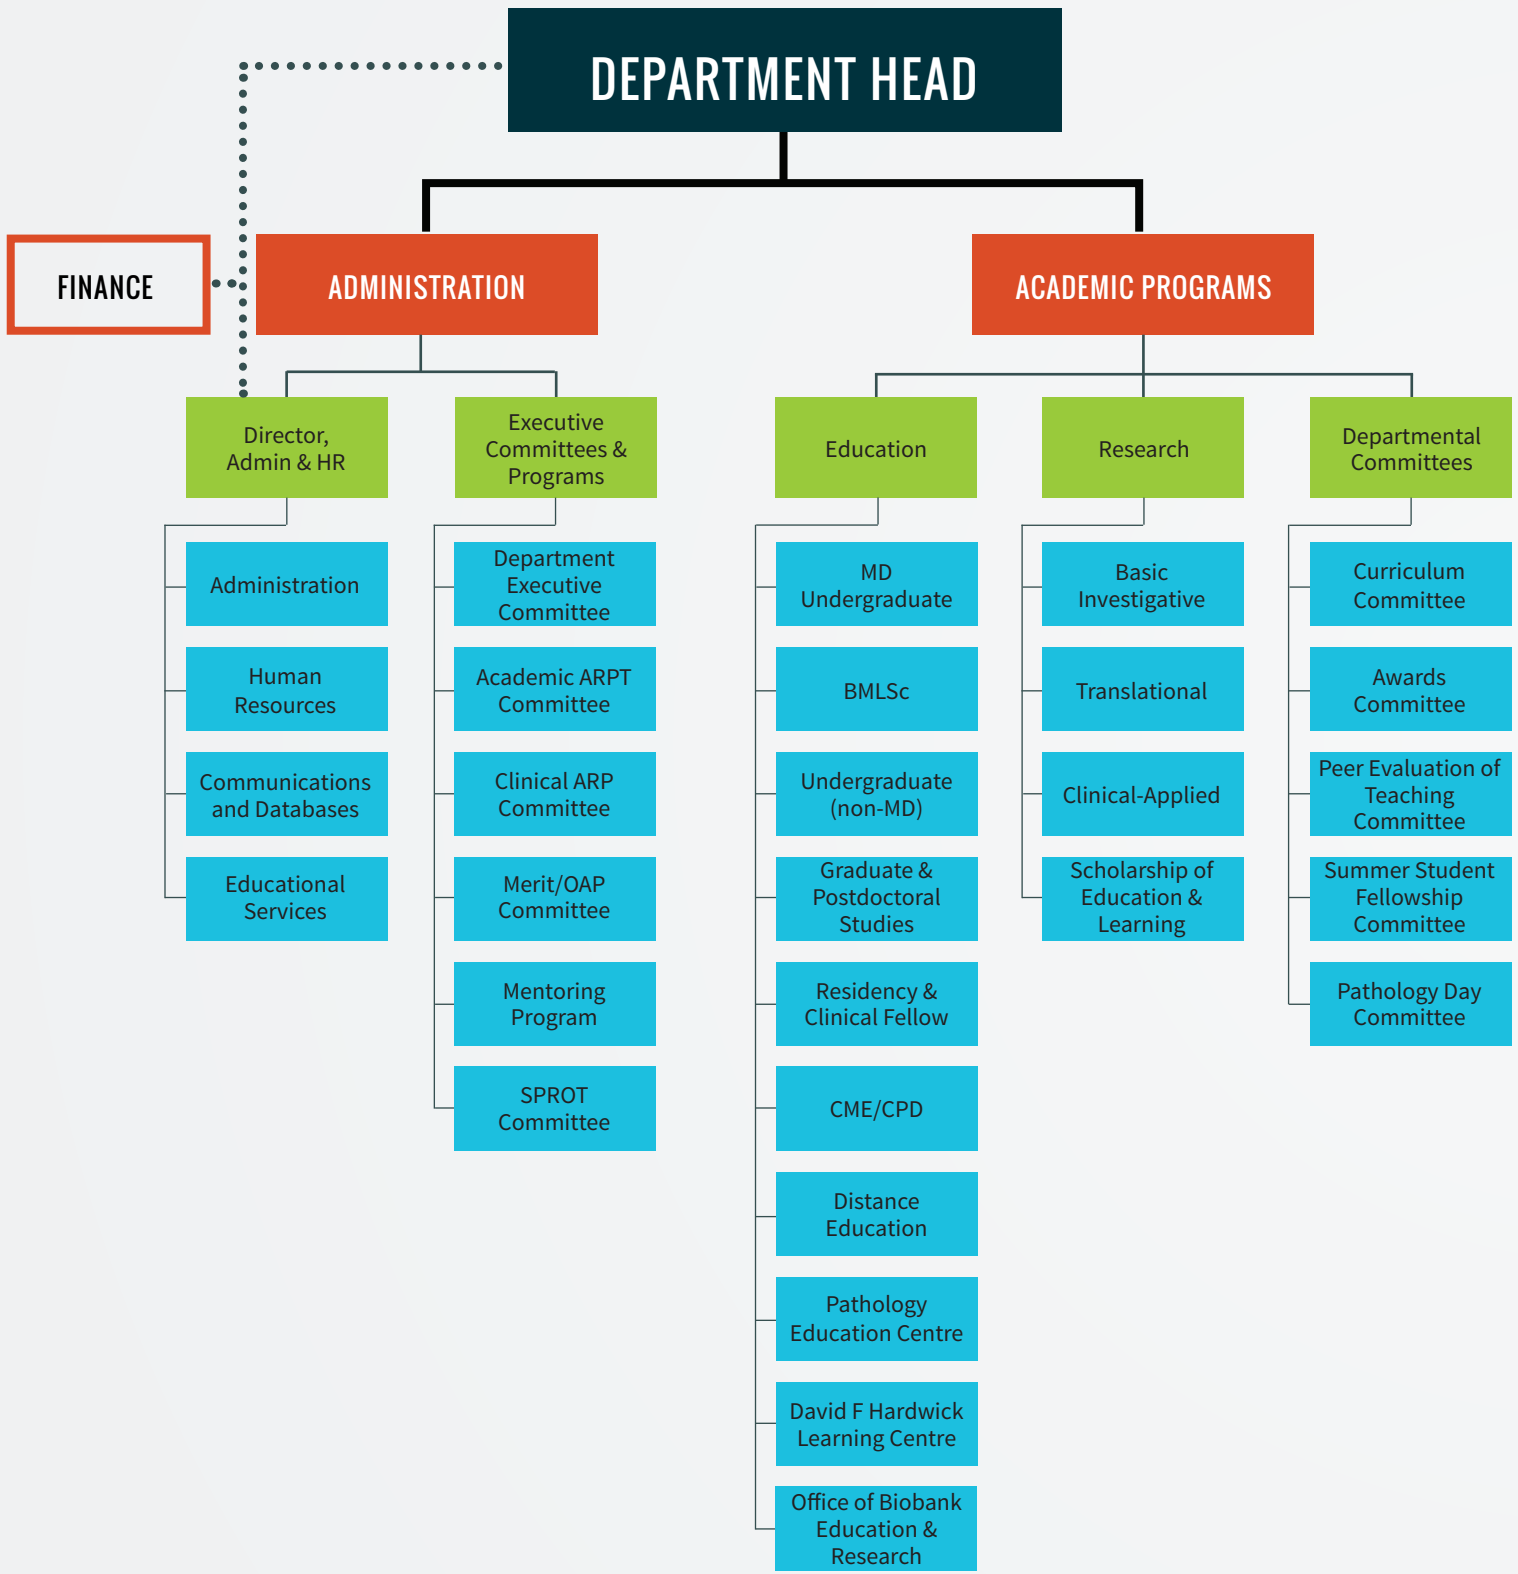 DEPARTMENT HEAD
FINANCE
ADMINISTRATION
ACADEMIC PROGRAMS
Director,
Admin & HR
Administration
Human
Resources
Communications
and Databases
Educational
Services
Executive
Committees &
Programs
Department
Executive
Committee
Academic ARPT
Committee
Clinical ARP
Committee
Merit/OAP
Committee
Mentoring
Program
SPROT
Committee
Education
MD
Undergraduate
BMLSc
Undergraduate
(non-MD)
Graduate &
Postdoctoral
Studies
Residency &
Clinical Fellow
CME/CPD
Distance
Education
Pathology
Education Centre
David F Hardwick
Learning Centre
Office of Biobank
Education &
Research
Research
Basic
Investigative
Translational
Clinical-Applied
Scholarship of
Education &
Learning
Departmental
Committees
Curriculum
Committee
Awards
Committee
Peer Evaluation of
Teaching
Committee
Summer Student
Fellowship
Committee
Pathology Day
Committee